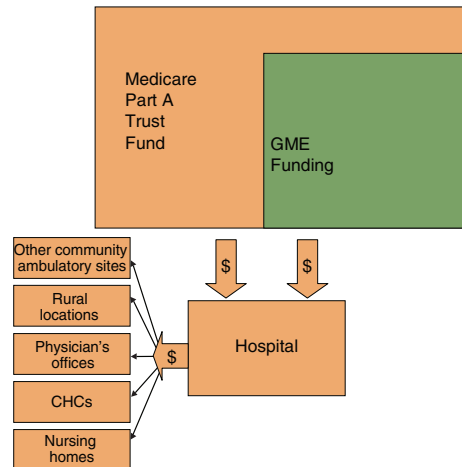 Medicare
Part A
Trust
Fund
GME
Funding
$
$
Other community
ambulatory sites
Rural
locations
Physician's
offices
CHCs
Nursing
homes
$
Hospital